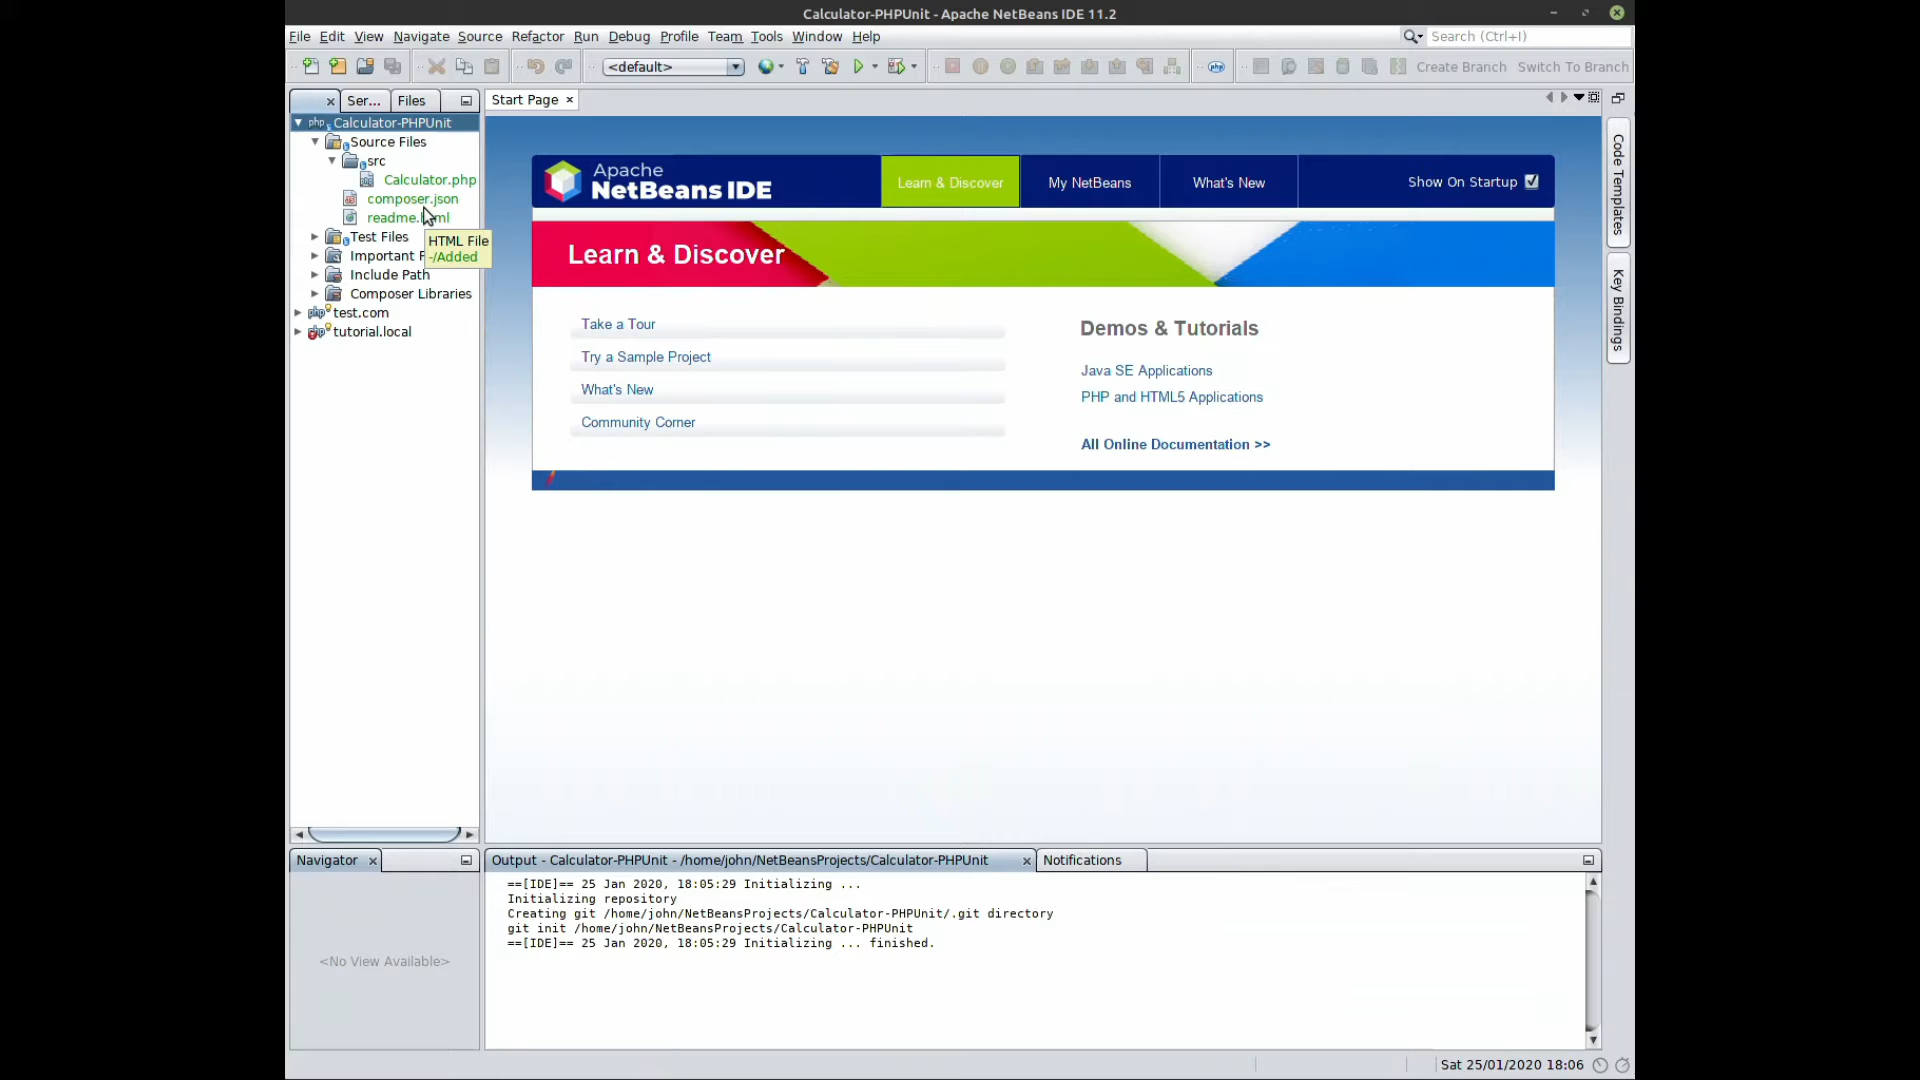 Calculator-PHPUnit - Apache NetBeans IDE 11.2
File Edit View Navigate Source Refactor Run Debug Profile Team Tools Window Help
Search (Ctrl+I)
<default>
php
Create Branch Switch To Branch
Ser... Files
Start Page
php Calculator-PHPUnit
Source Files
src
Calculator.php
composer.json
readme.
HTML File
-/Added
Test Files
Important F
Include Path
Composer Libraries
php test.com
php tutorial.local
Apache
NetBeans IDE
Learn & Discover
My NetBeans
What's New
Show On Startup
Learn & Discover
Take a Tour
Try a Sample Project
What's New
Community Corner
Demos & Tutorials
Java SE Applications
PHP and HTML5 Applications
All Online Documentation >>
Code Templates
Key Bindings
Navigator
<No View Available>
Output - Calculator-PHPUnit - /home/john/NetBeansProjects/Calculator-PHPUnit
Notifications
==[IDE]== 25 Jan 2020, 18:05:29 Initializing ...
Initializing repository
Creating git /home/john/NetBeansProjects/Calculator-PHPUnit/.git directory
git init /home/john/NetBeansProjects/Calculator-PHPUnit
==[IDE]== 25 Jan 2020, 18:05:29 Initializing ... finished.
Sat 25/01/2020 18:06